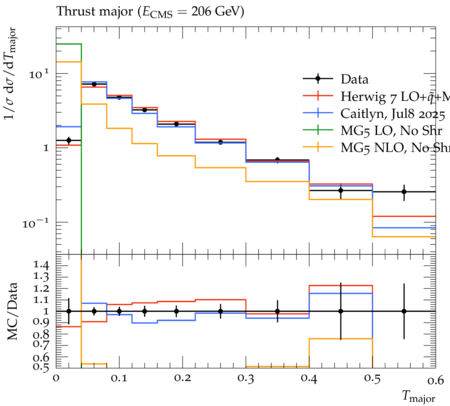 Thrust major (E_CMS = 206 GeV)
1/σ dσ/dT_major
10^1
1
10^−1
Data
Herwig 7 LO+q̃+M
Caitlyn, Jul8 2025
MG5 LO, No Shr
MG5 NLO, No Shr
MC/Data
1.4
1.3
1.2
1.1
1
0.9
0.8
0.7
0.6
0.5
0 0.1 0.2 0.3 0.4 0.5 0.6
T_major